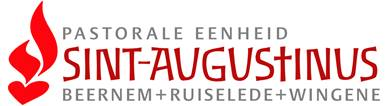 PASTORALE EENHEID
SINT-AUGUSTINUS
BEERNEM+RUISELEDE+WINGENE